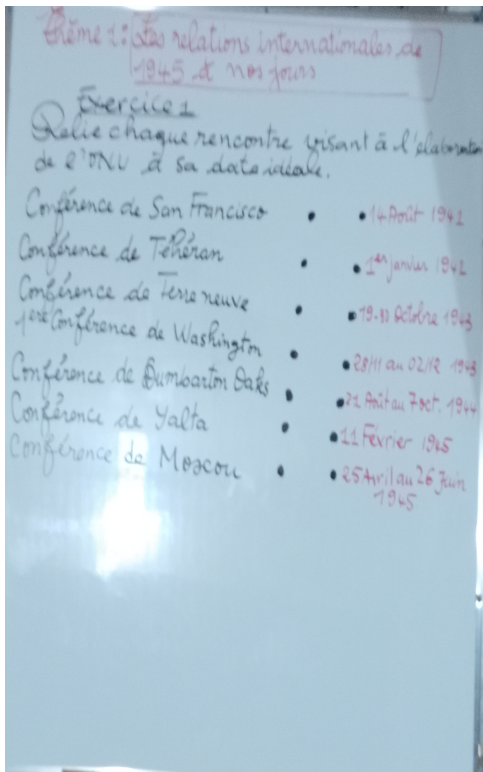 Thème 1: Les relations internationales de
1945 à nos jours
Exercice 1
Relie chaque rencontre visant à l'élaboration
de l'ONU à sa date idéale.
Conférence de San Francisco • • 14 Août 1941
Conférence de Téhéran • • 1er janvier 1942
Conférence de Terre neuve • • 19-30 Octobre 1943
1ère Conférence de Washington • • 28/11 au 02/12 1943
Conférence de Dumbarton Oaks • • 21 Août au 7 oct. 1944
Conférence de Yalta • • 11 Février 1945
Conférence de Moscou • • 25 Avril au 26 Juin
1945